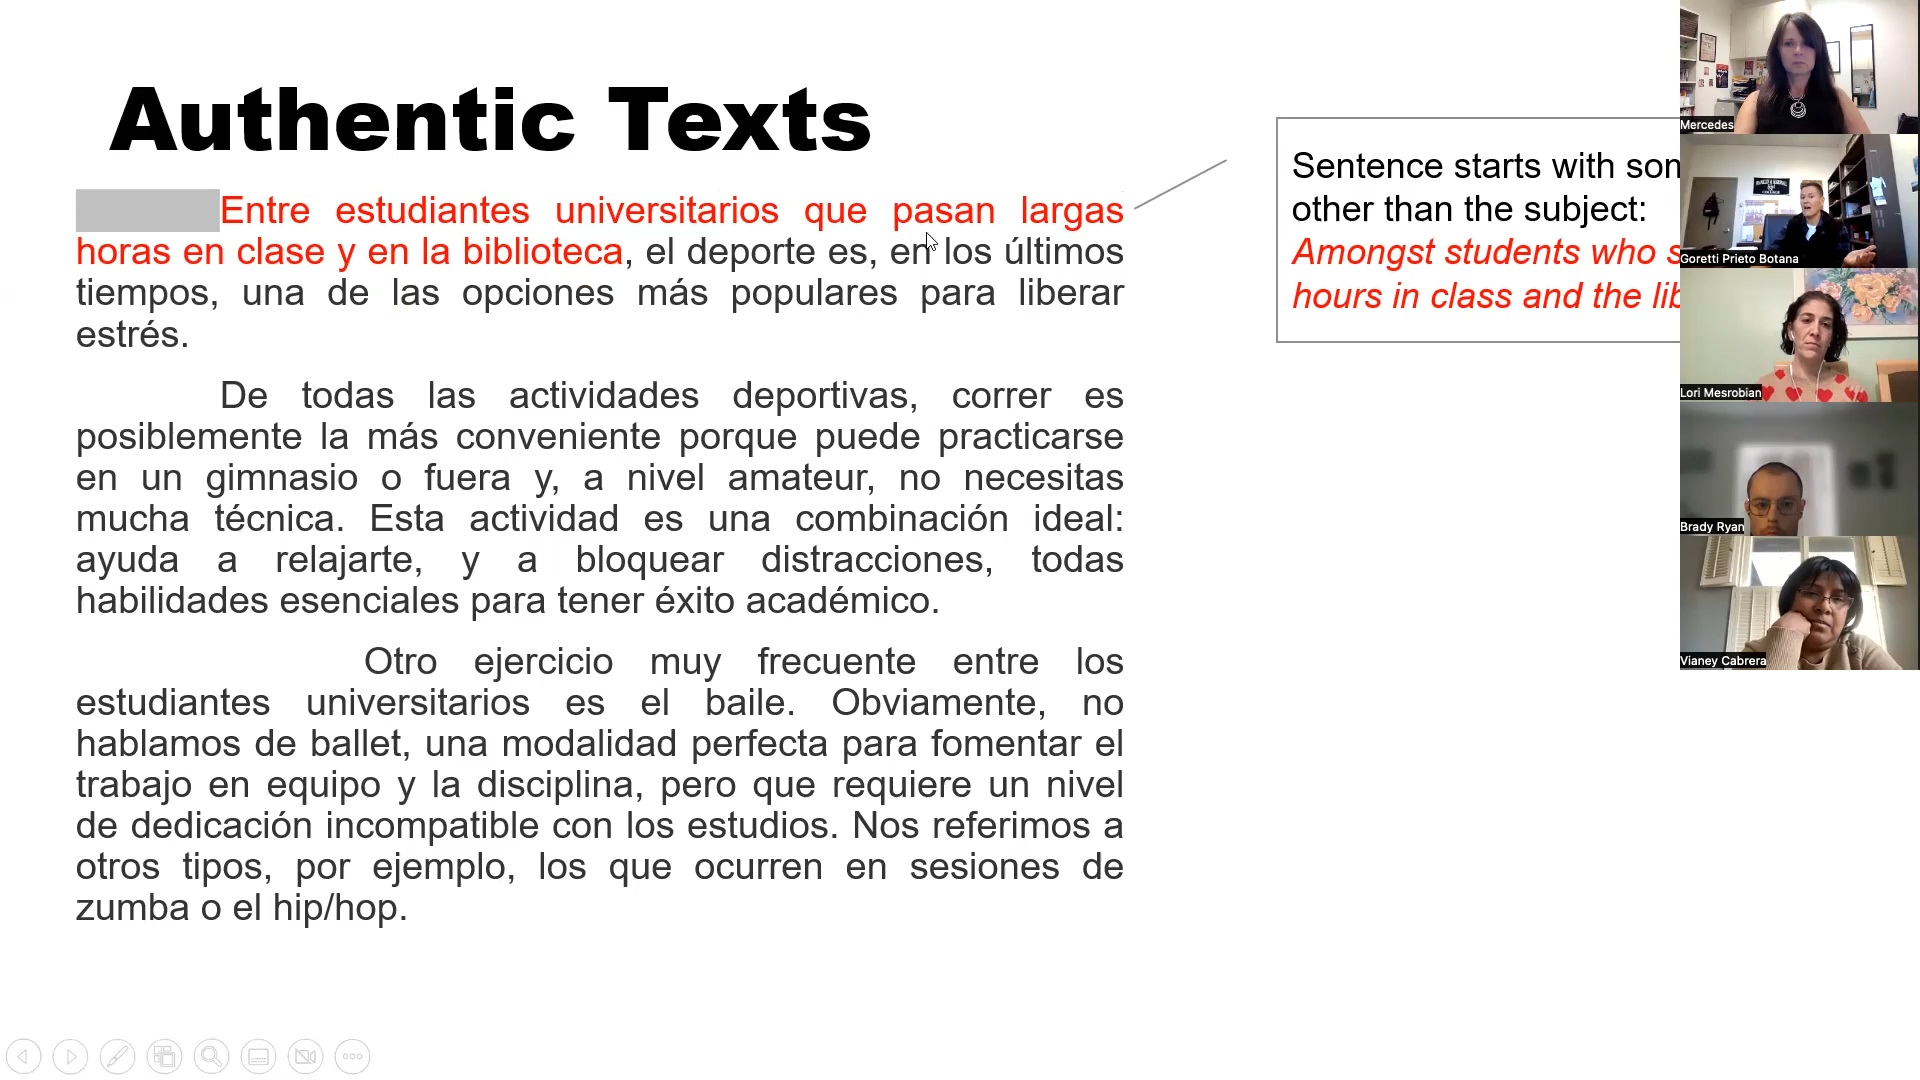 Authentic Texts
Entre estudiantes universitarios que pasan largas
horas en clase y en la biblioteca, el deporte es, en los últimos
tiempos, una de las opciones más populares para liberar
estrés.
De todas las actividades deportivas, correr es
posiblemente la más conveniente porque puede practicarse
en un gimnasio o fuera y, a nivel amateur, no necesitas
mucha técnica. Esta actividad es una combinación ideal:
ayuda a relajarte, y a bloquear distracciones, todas
habilidades esenciales para tener éxito académico.
Otro ejercicio muy frecuente entre los
estudiantes universitarios es el baile. Obviamente, no
hablamos de ballet, una modalidad perfecta para fomentar el
trabajo en equipo y la disciplina, pero que requiere un nivel
de dedicación incompatible con los estudios. Nos referimos a
otros tipos, por ejemplo, los que ocurren en sesiones de
zumba o el hip/hop.
Sentence starts with
other than the subject:
Amongst students who
hours in class and the
Mercedes
Goretti Prieto Botana
Lori Mesrobian
Brady Ryan
Vianey Cabrera